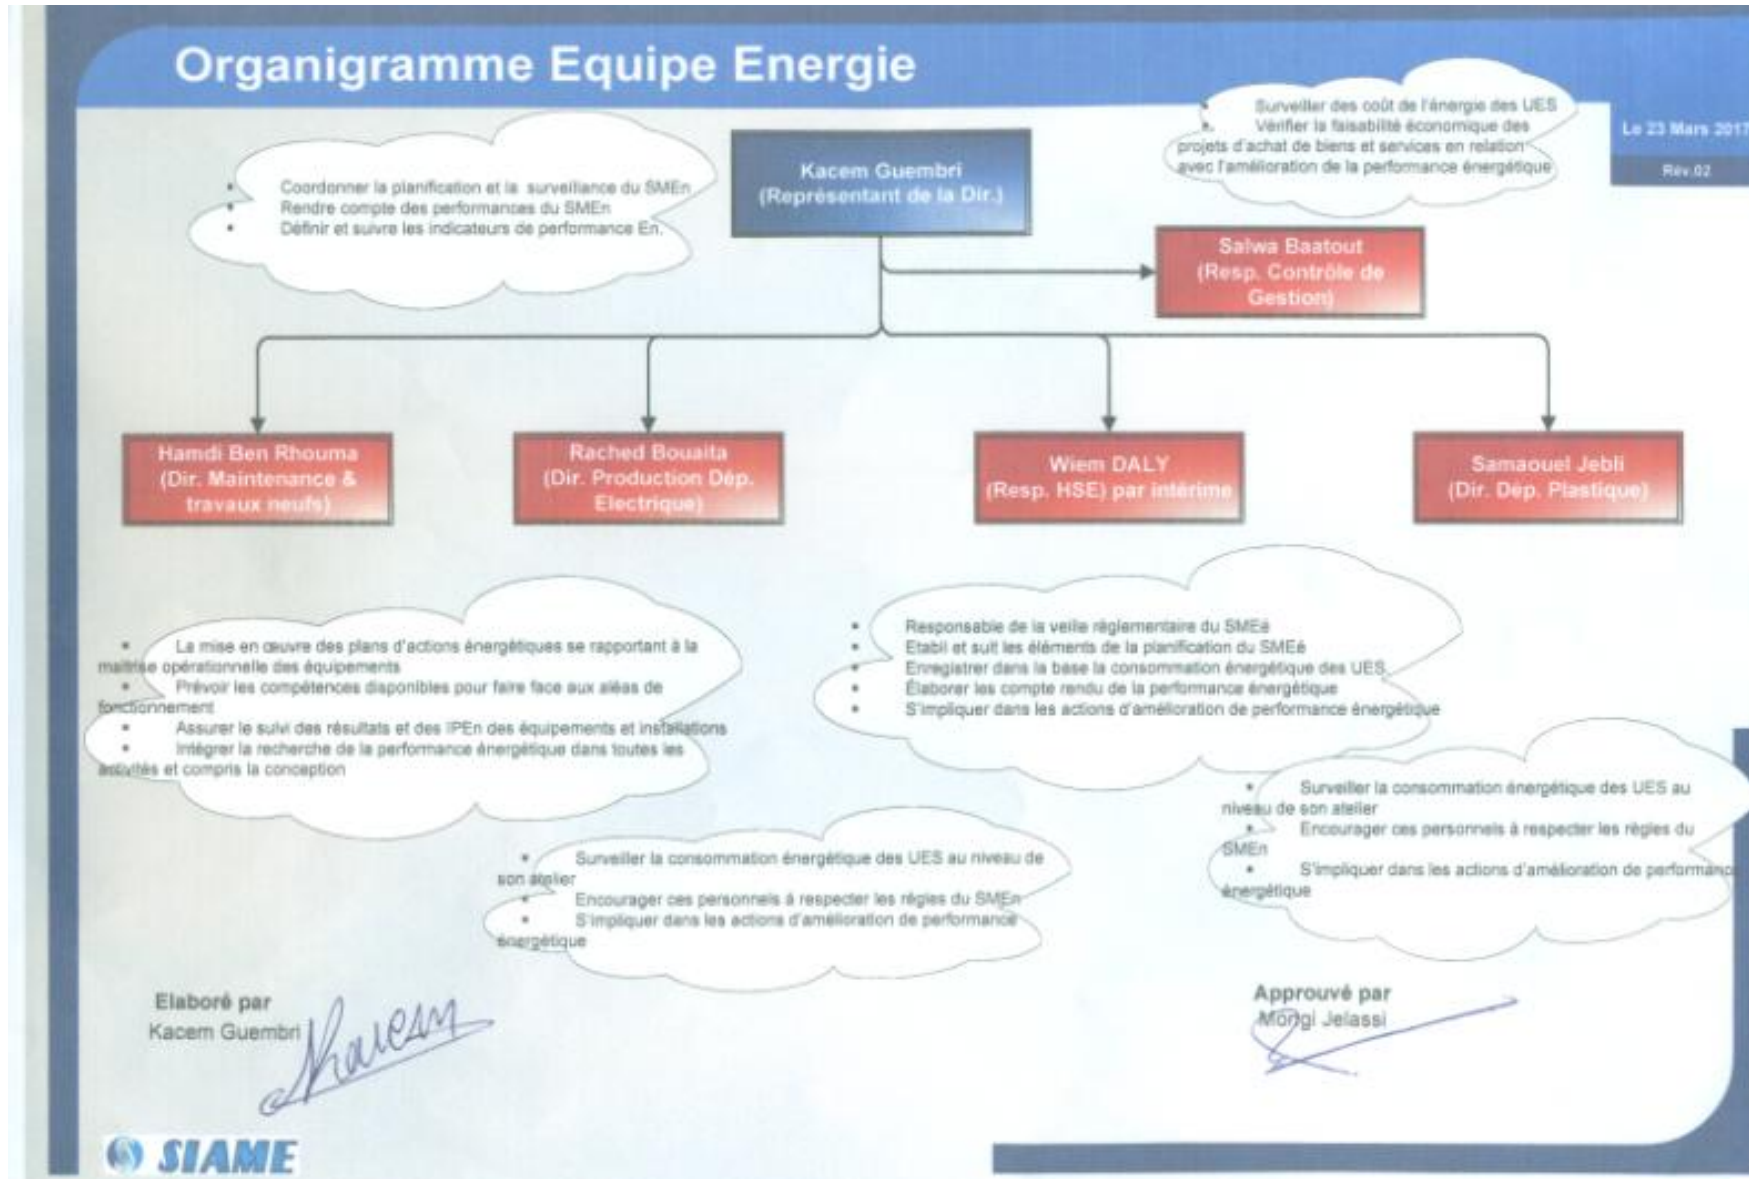 Organigramme Equipe Energie
Le 23 Mars 2017
Rév.02
Kacem Guembri
(Représentant de la Dir.)
• Coordonner la planification et la surveillance du SMEn
• Rendre compte des performances du SMEn
• Définir et suivre les indicateurs de performance En.
• Surveiller des coût de l'énergie des UES
• Vérifier la faisabilité économique des
projets d'achat de biens et services en relation
avec l'amélioration de la performance énergétique
Salwa Baatout
(Resp. Contrôle de
Gestion)
Hamdi Ben Rhouma
(Dir. Maintenance &
travaux neufs)
Rached Bouaita
(Dir. Production Dép.
Electrique)
Wiem DALY
(Resp. HSE) par intérime
Samaouel Jebli
(Dir. Dép. Plastique)
• La mise en œuvre des plans d'actions énergétiques se rapportant à la
maitrise opérationnelle des équipements
• Prévoir les compétences disponibles pour faire face aux aléas de
fonctionnement
• Assurer le suivi des résultats et des IPEn des équipements et installations
• Intégrer la recherche de la performance énergétique dans toutes les
activités et compris la conception
• Responsable de la veille règlementaire du SMEé
• Etabli et suit les éléments de la planification du SMEé
• Enregistrer dans la base la consommation énergétique des UES
• Élaborer les compte rendu de la performance énergétique
• S'impliquer dans les actions d'amélioration de performance énergétique
• Surveiller la consommation énergétique des UES au niveau de
son atelier
• Encourager ces personnels à respecter les règles du SMEn
• S'impliquer dans les actions d'amélioration de performance
énergétique
• Surveiller la consommation énergétique des UES au
niveau de son atelier
• Encourager ces personnels à respecter les règles du
SMEn
• S'impliquer dans les actions d'amélioration de performance
énergétique
Elaboré par
Kacem Guembri
Approuvé par
Mongi Jelassi
SIAME